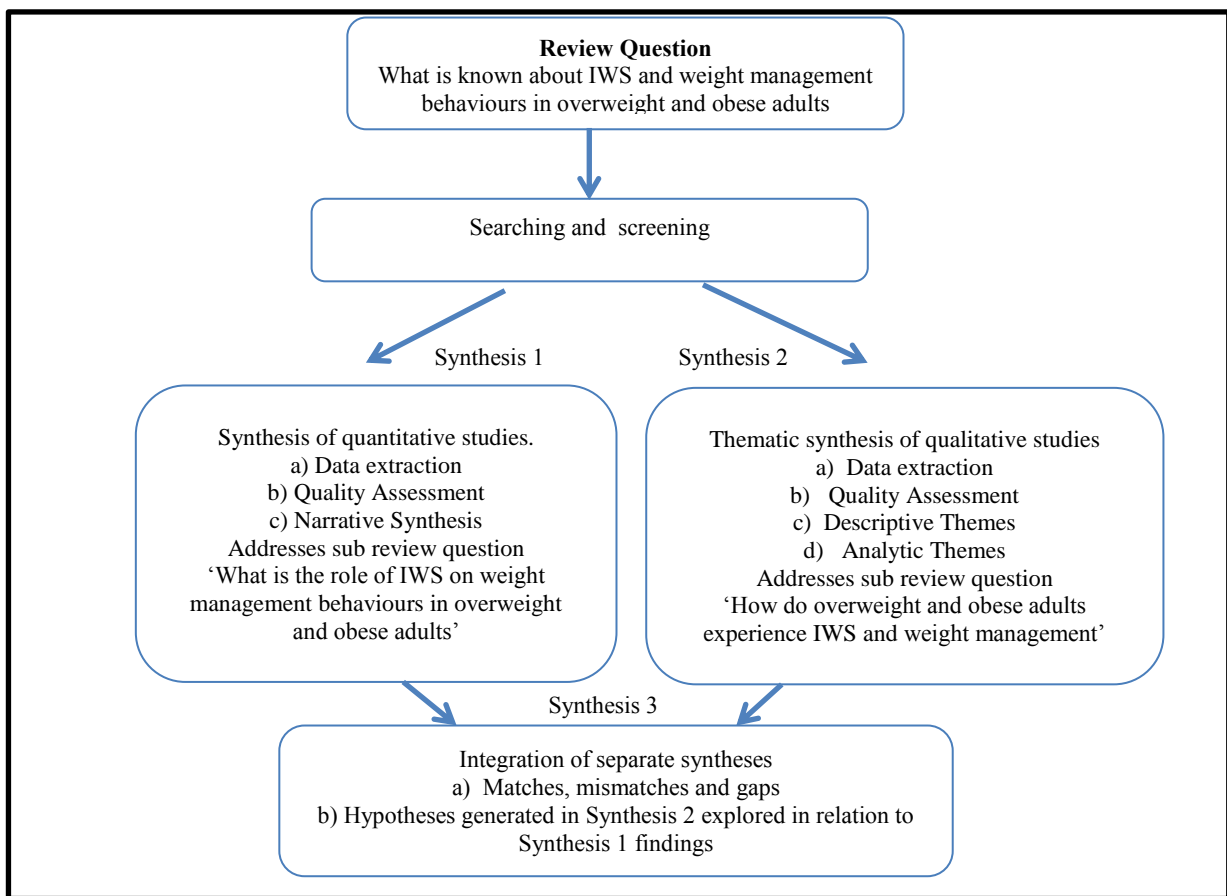 Review Question
What is known about IWS and weight management
behaviours in overweight and obese adults
Searching and screening
Synthesis 1
Synthesis 2
Synthesis of quantitative studies.
a) Data extraction
b) Quality Assessment
c) Narrative Synthesis
Addresses sub review question
‘What is the role of IWS on weight
management behaviours in overweight
and obese adults’
Thematic synthesis of qualitative studies
a) Data extraction
b) Quality Assessment
c) Descriptive Themes
d) Analytic Themes
Addresses sub review question
‘How do overweight and obese adults
experience IWS and weight management’
Synthesis 3
Integration of separate syntheses
a) Matches, mismatches and gaps
b) Hypotheses generated in Synthesis 2 explored in relation to
Synthesis 1 findings